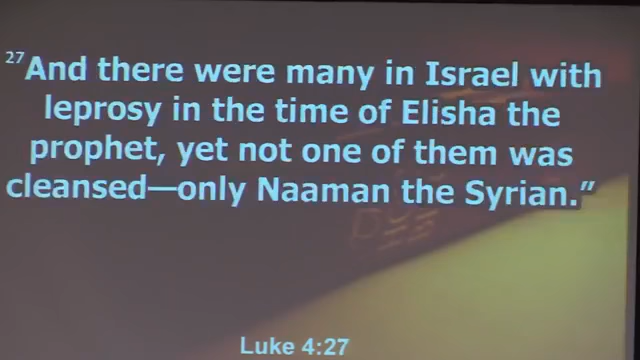 27And there were many in Israel with
leprosy in the time of Elisha the
prophet, yet not one of them was
cleansed—only Naaman the Syrian.”
Luke 4:27